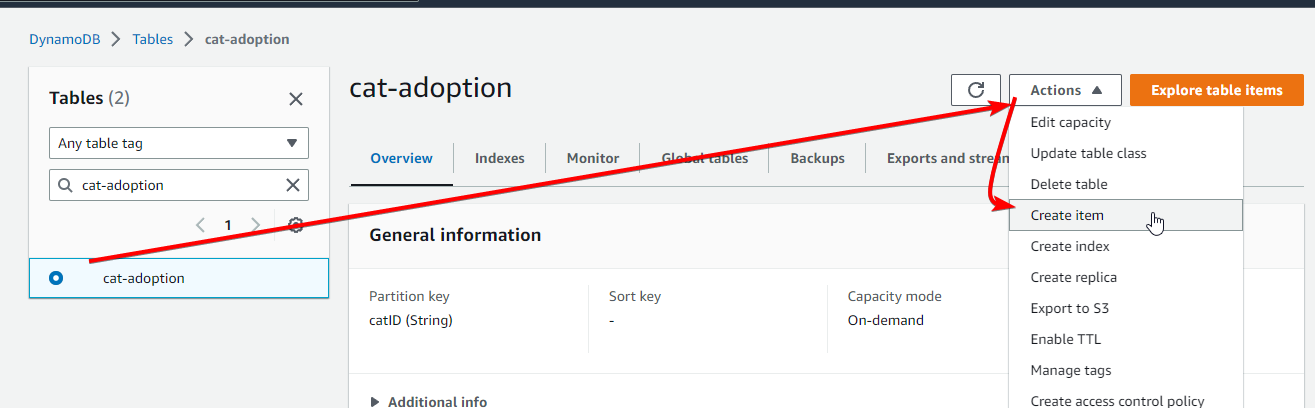 DynamoDB > Tables > cat-adoption
Tables (2)
Any table tag
cat-adoption
1
cat-adoption
cat-adoption
Actions
Explore table items
Overview
Indexes
Monitor
Global tables
Backups
Exports and stream
General information
Partition key
catID (String)
Sort key
-
Capacity mode
On-demand
Additional info
Edit capacity
Update table class
Delete table
Create item
Create index
Create replica
Export to S3
Enable TTL
Manage tags
Create access control policy